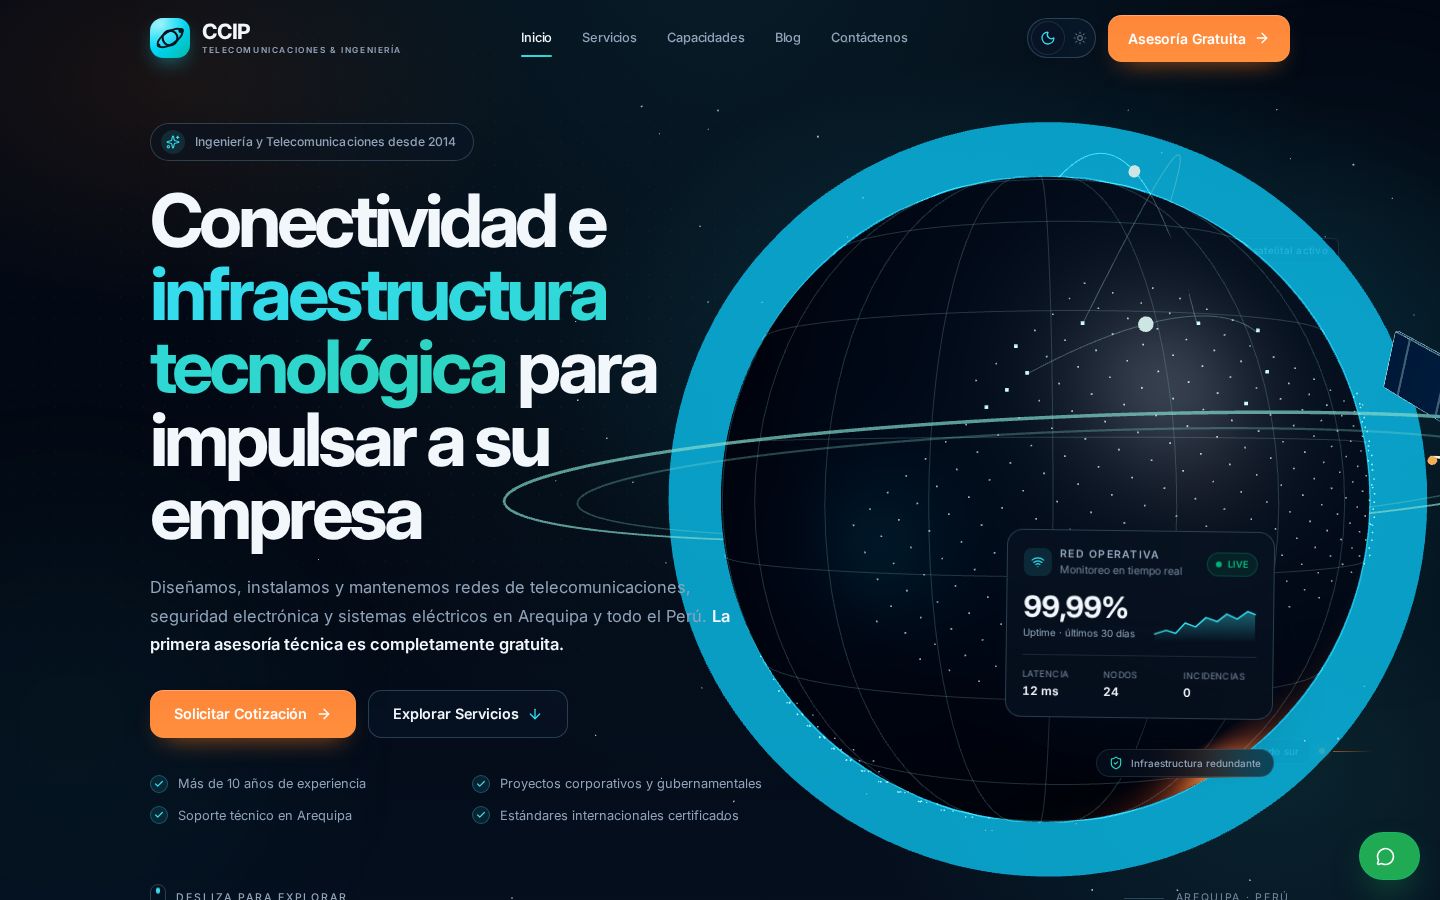 CCIP
TELECOMUNICACIONES & INGENIERÍA
Inicio
Servicios
Capacidades
Blog
Contáctenos
Asesoría Gratuita
Ingeniería y Telecomunicaciones desde 2014
Conectividad e
infraestructura
tecnológica para
impulsar a su
empresa
Diseñamos, instalamos y mantenemos redes de telecomunicaciones,
seguridad electrónica y sistemas eléctricos en Arequipa y todo el Perú. La
primera asesoría técnica es completamente gratuita.
Solicitar Cotización
Explorar Servicios
Más de 10 años de experiencia
Proyectos corporativos y gubernamentales
Soporte técnico en Arequipa
Estándares internacionales certificados
activo
RED OPERATIVA
Monitoreo en tiempo real
LIVE
99,99%
Uptime · últimos 30 días
LATENCIA
NODOS
INCIDENCIAS
12 ms
24
0
sur
Infraestructura redundante
DESLIZA PARA EXPLORAR
AREQUIPA · PERÚ